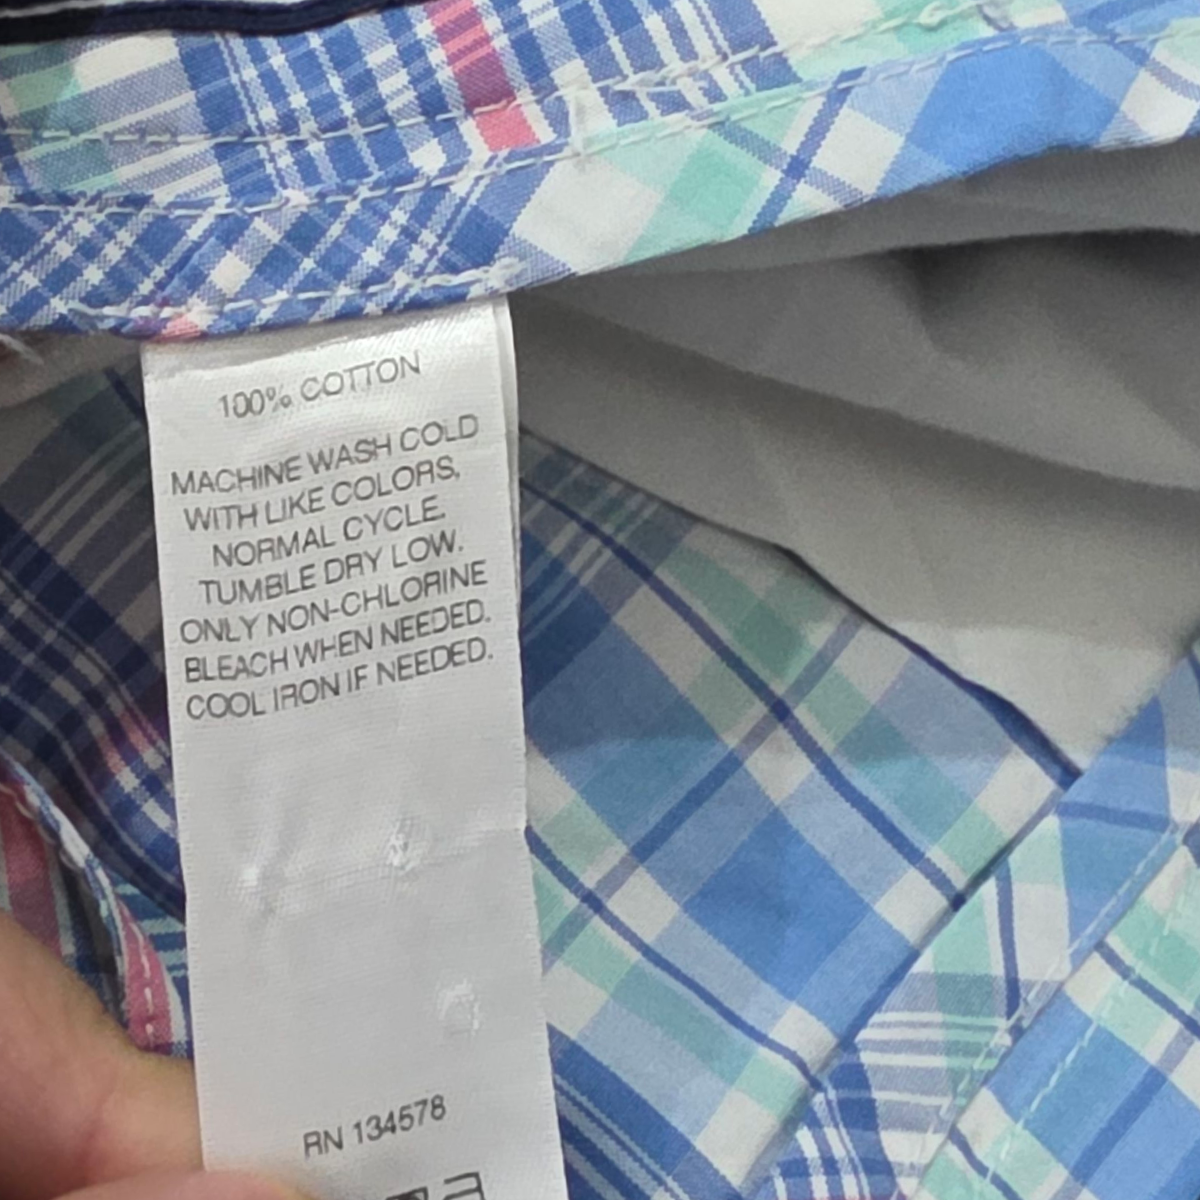 100% COTTON
MACHINE WASH COLD
WITH LIKE COLORS,
NORMAL CYCLE.
TUMBLE DRY LOW.
ONLY NON-CHLORINE
BLEACH WHEN NEEDED.
COOL IRON IF NEEDED.
RN 134578